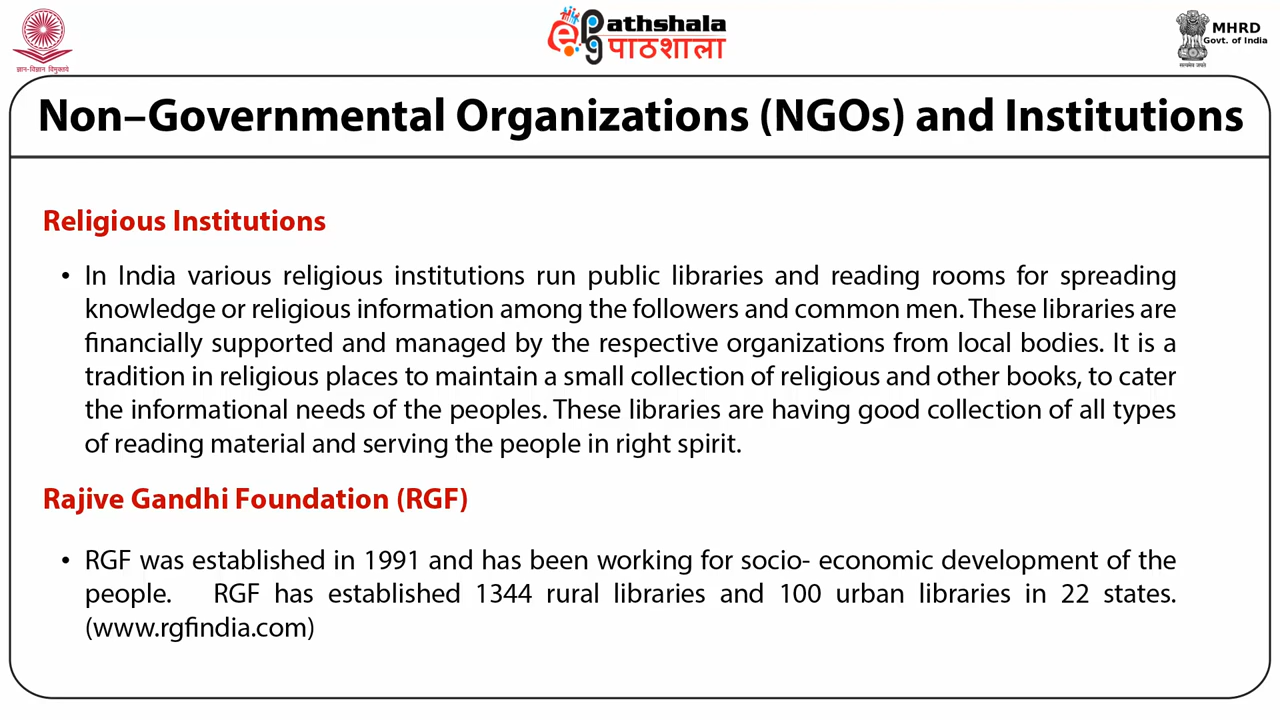 ज्ञान-विज्ञान विमुक्तये
epg Pathshala
पाठशाला
MHRD
Govt. of India
सत्यमेव जयते
Non–Governmental Organizations (NGOs) and Institutions
Religious Institutions
• In India various religious institutions run public libraries and reading rooms for spreading
knowledge or religious information among the followers and common men. These libraries are
financially supported and managed by the respective organizations from local bodies. It is a
tradition in religious places to maintain a small collection of religious and other books, to cater
the informational needs of the peoples. These libraries are having good collection of all types
of reading material and serving the people in right spirit.
Rajive Gandhi Foundation (RGF)
• RGF was established in 1991 and has been working for socio- economic development of the
people. RGF has established 1344 rural libraries and 100 urban libraries in 22 states.
(www.rgfindia.com)